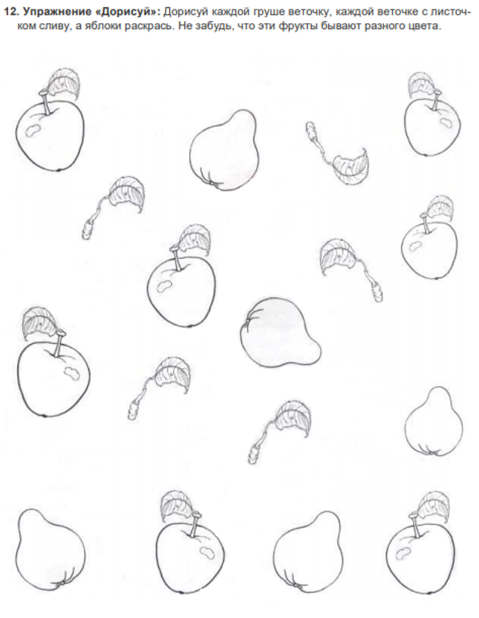 12. Упражнение «Дорисуй»: Дорисуй каждой груше веточку, каждой веточке с листоч-
ком сливу, а яблоки раскрась. Не забудь, что эти фрукты бывают разного цвета.